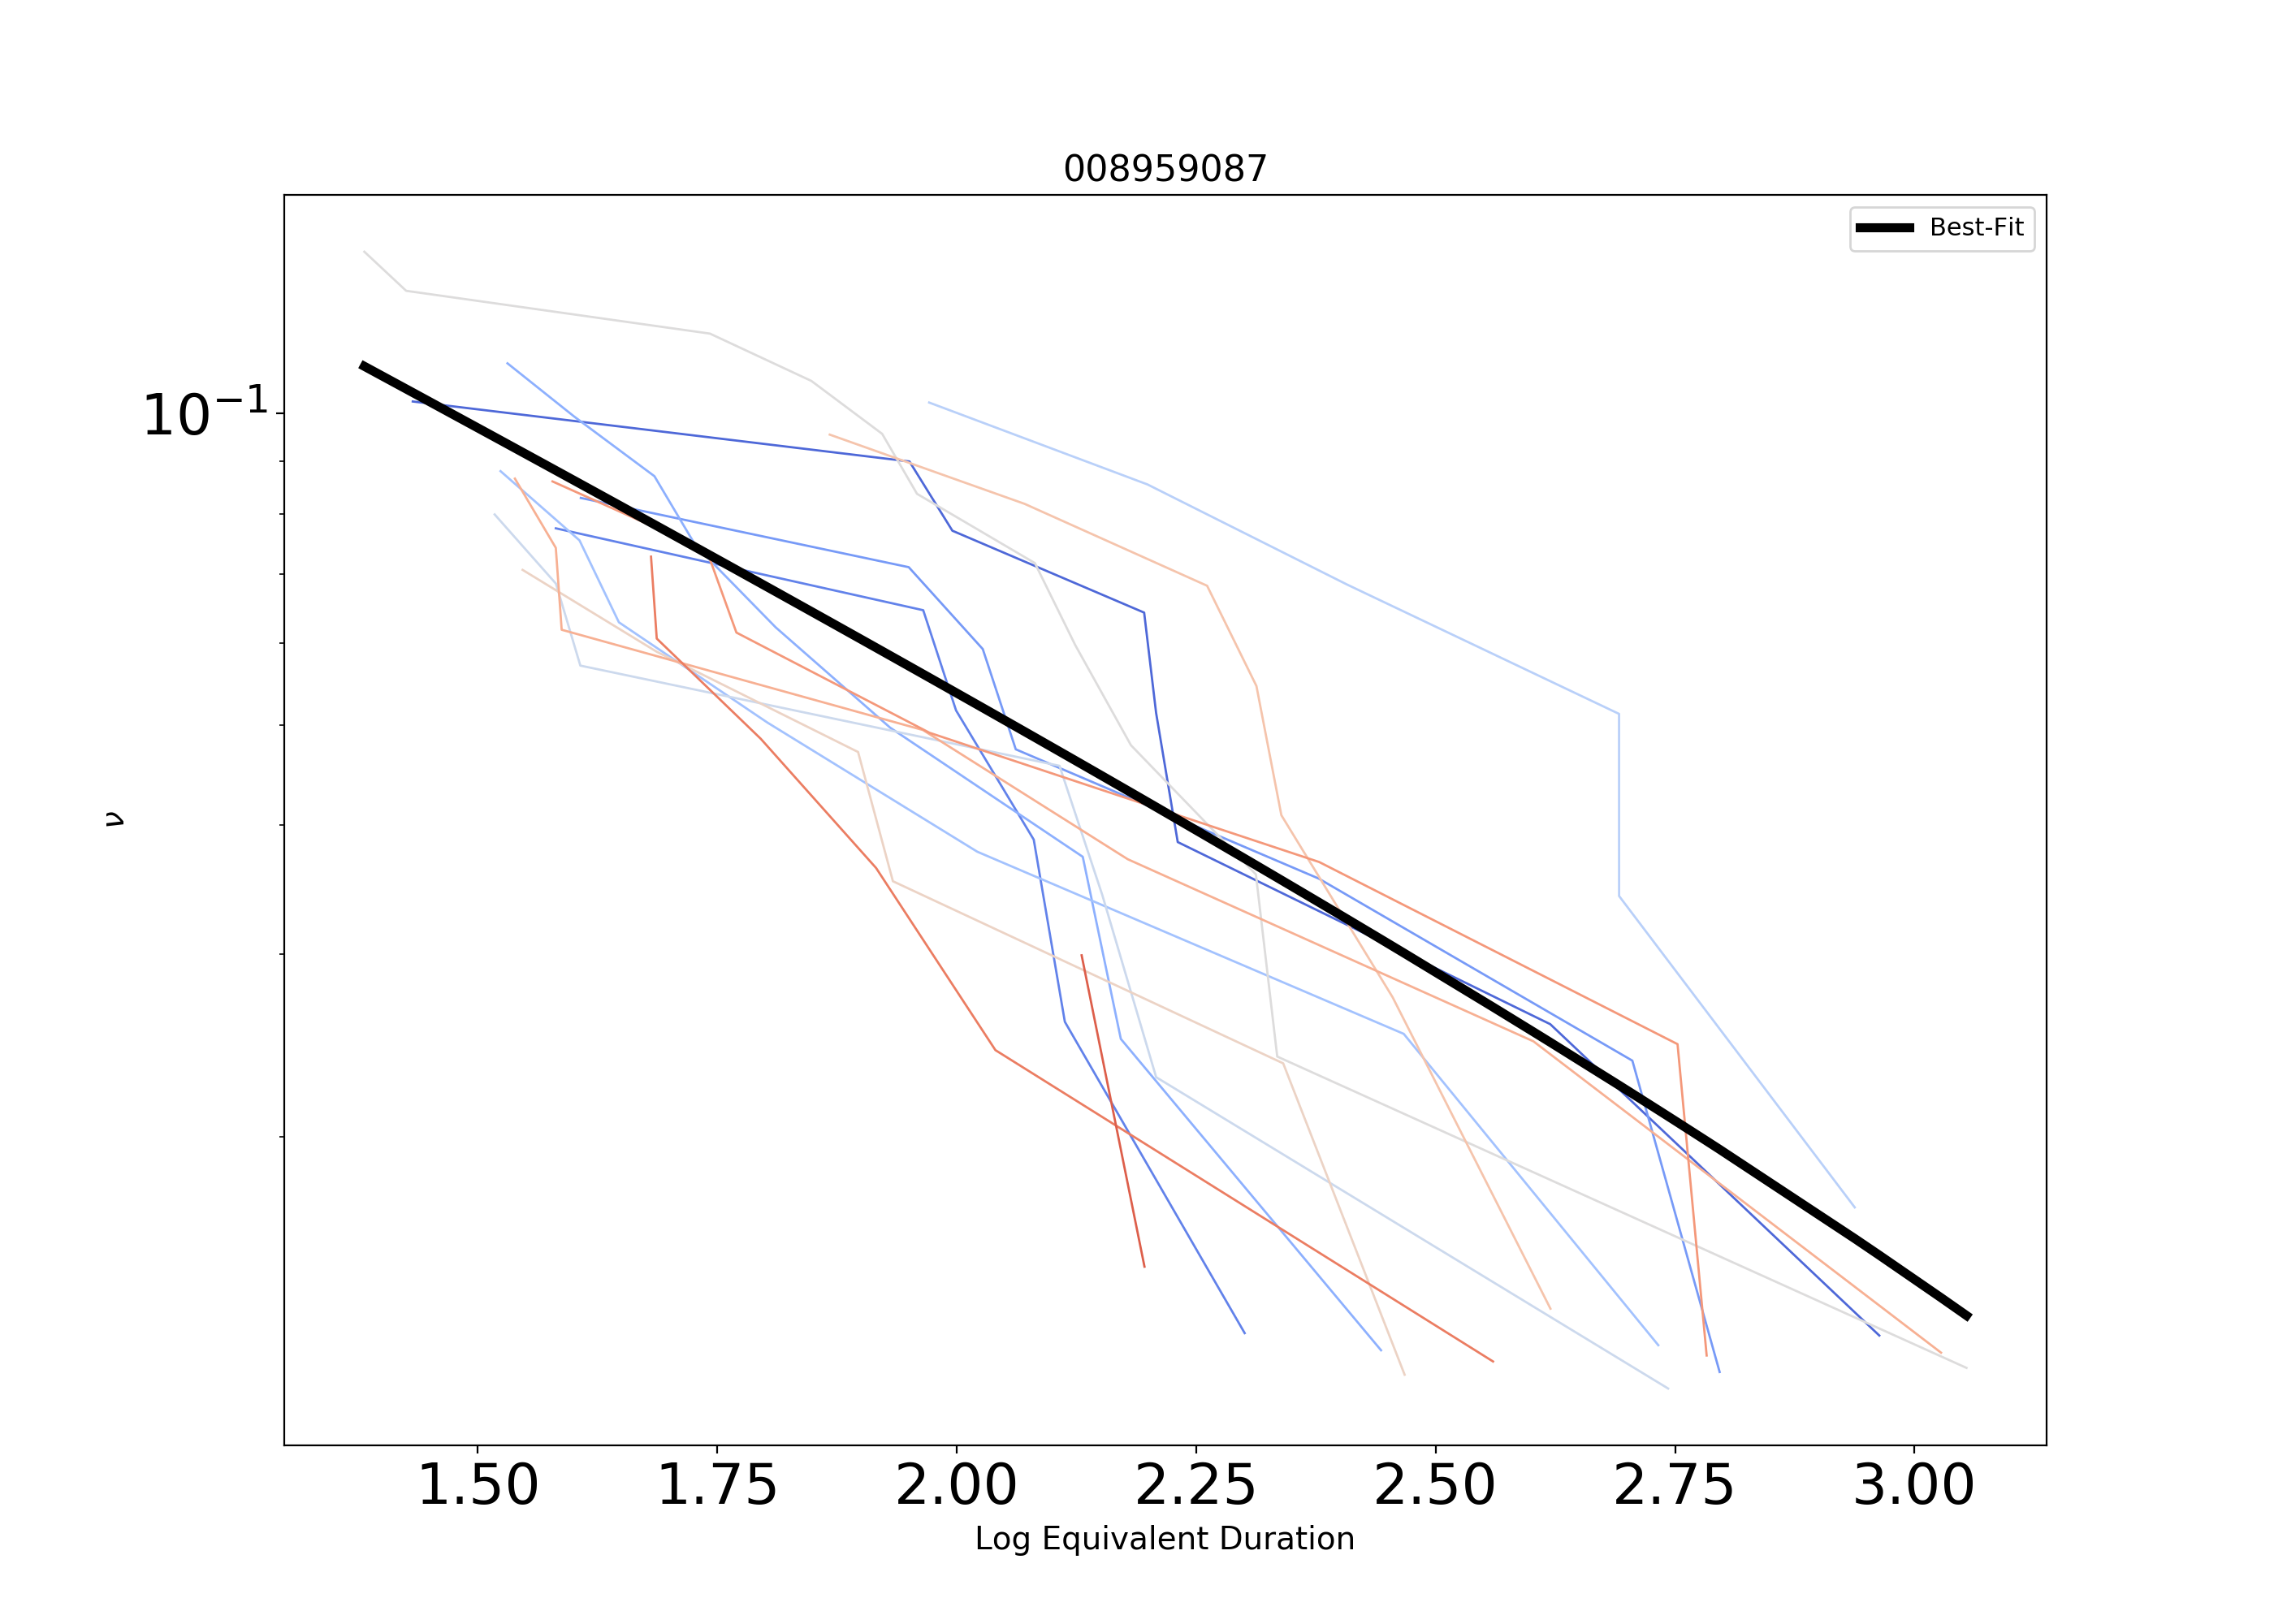 008959087
Best-Fit
10⁻¹
ν
1.50 1.75 2.00 2.25 2.50 2.75 3.00
Log Equivalent Duration